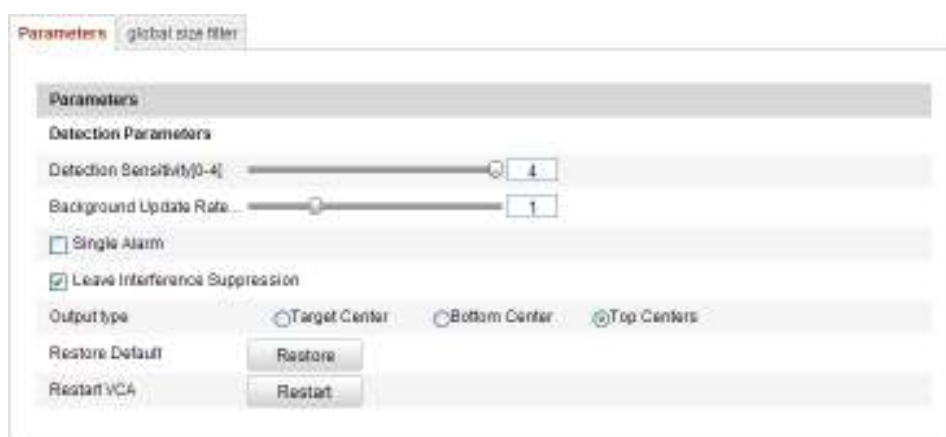 Parameters global size filter
Parameters
Detection Parameters
Detection Sensitivity[0-4] 4
Background Update Rate... 1
Single Alarm
Leave Interference Suppression
Output type Target Center Bottom Center Top Centers
Restore Default Restore
Restart VCA Restart